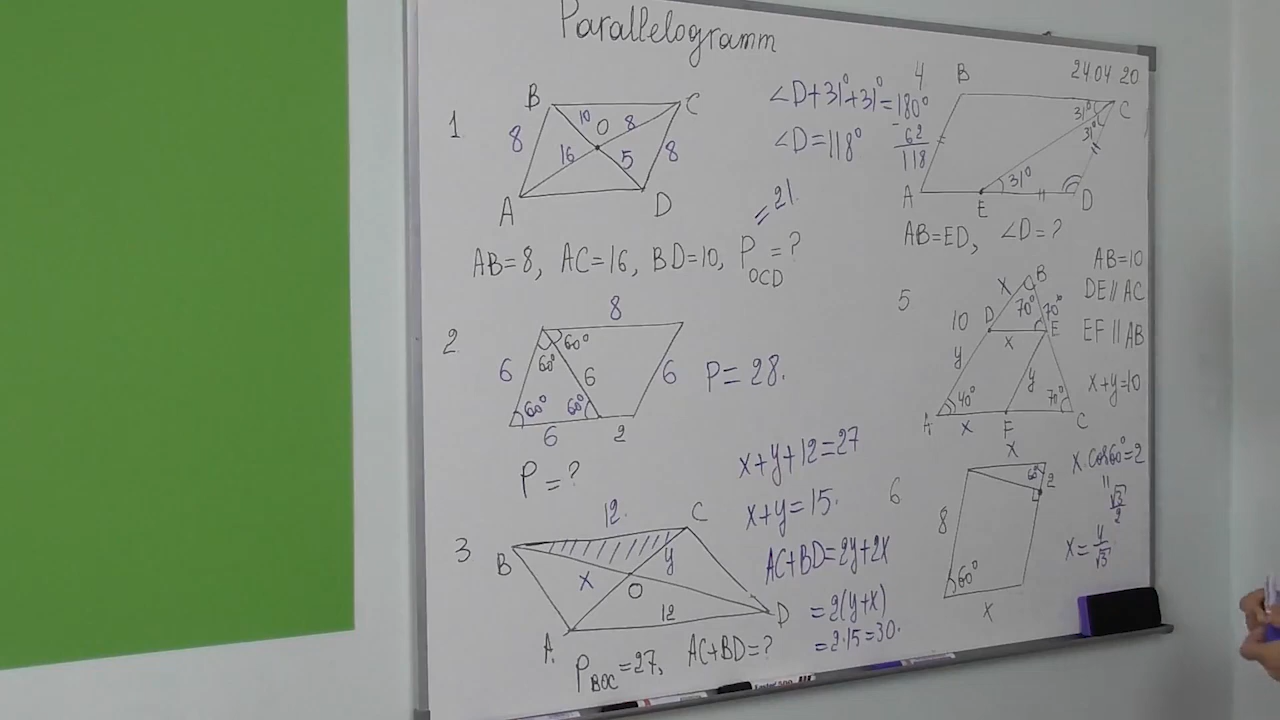 Parallelogramm
24.04 20
1
B
C
10
O
8
8
16
5
8
A
D
AB=8, AC=16, BD=10, P OCD =?
= 21.
∠D+31°+31°=180°
∠D=118°
- 62
118
4.
B
C
31°
31°
31°
A
E
D
AB=ED, ∠D=?
2
8
60°
60°
6
6
6
60°
60°
6
2
P= 28.
P=?
5
B
x
70°
70°
10
D
E
x
y
y
40°
70°
A
x
F
C
AB=10
DE//AC
EF//AB
x+y=10
3
12.
B
C
x
y
O
12
A.
D
P BOC =27, AC+BD=?
x+y+12=27
x+y=15.
AC+BD=2y+2x
=2(y+x)
=2·15=30.
6
x
60°
2
8
60°
x
x·cos60°=2
"
√3/2
x=4/√3